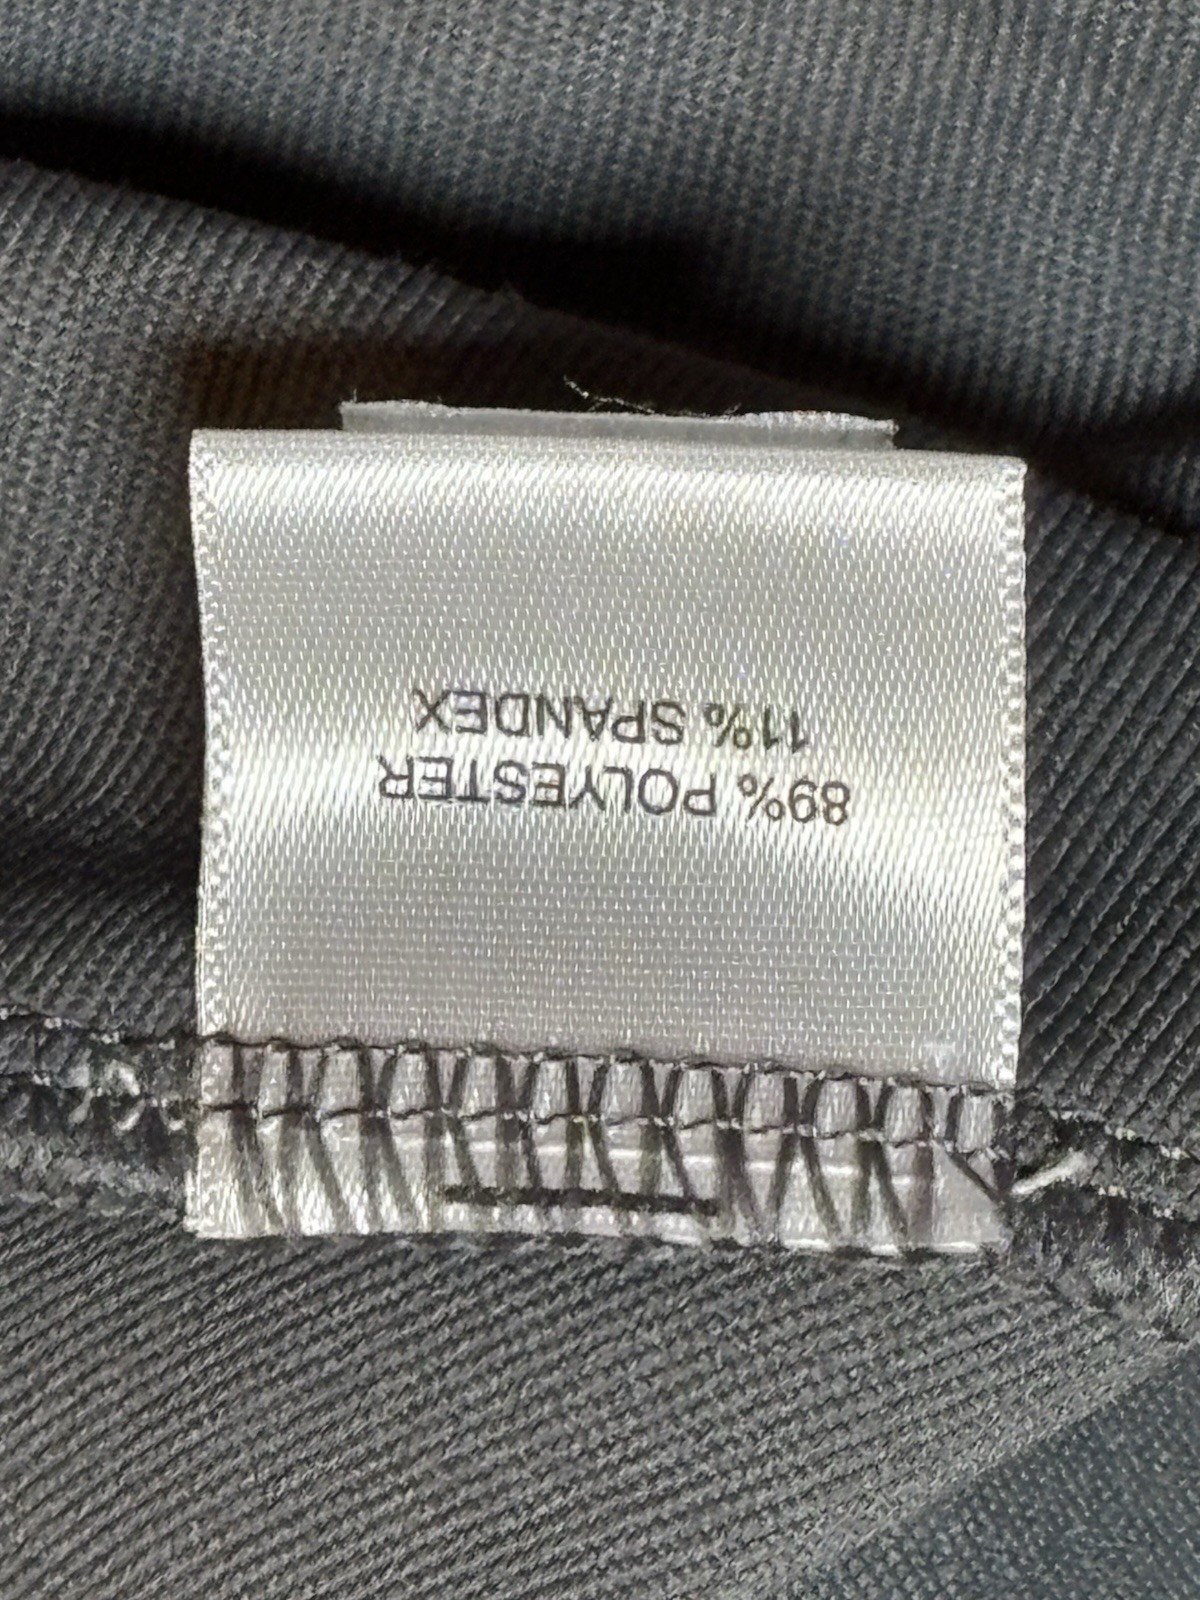 89% POLYESTER
11% SPANDEX